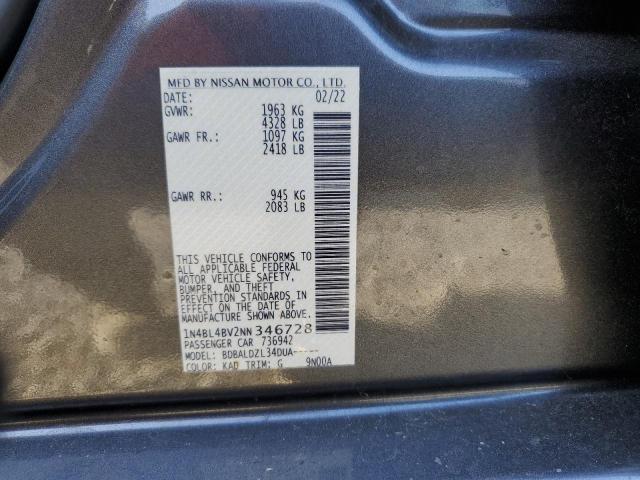 MFD BY NISSAN MOTOR CO., LTD.
DATE: 02/22
GVWR: 1963 KG
4328 LB
GAWR FR.: 1097 KG
2418 LB
GAWR RR.: 945 KG
2083 LB
THIS VEHICLE CONFORMS TO
ALL APPLICABLE FEDERAL
MOTOR VEHICLE SAFETY,
BUMPER, AND THEFT
PREVENTION STANDARDS IN
EFFECT ON THE DATE OF
MANUFACTURE SHOWN ABOVE.
1N4BL4BV2NN346728
PASSENGER CAR 736942
MODEL: BDBALDZL34DUA
COLOR: KAD TRIM: G 9N00A